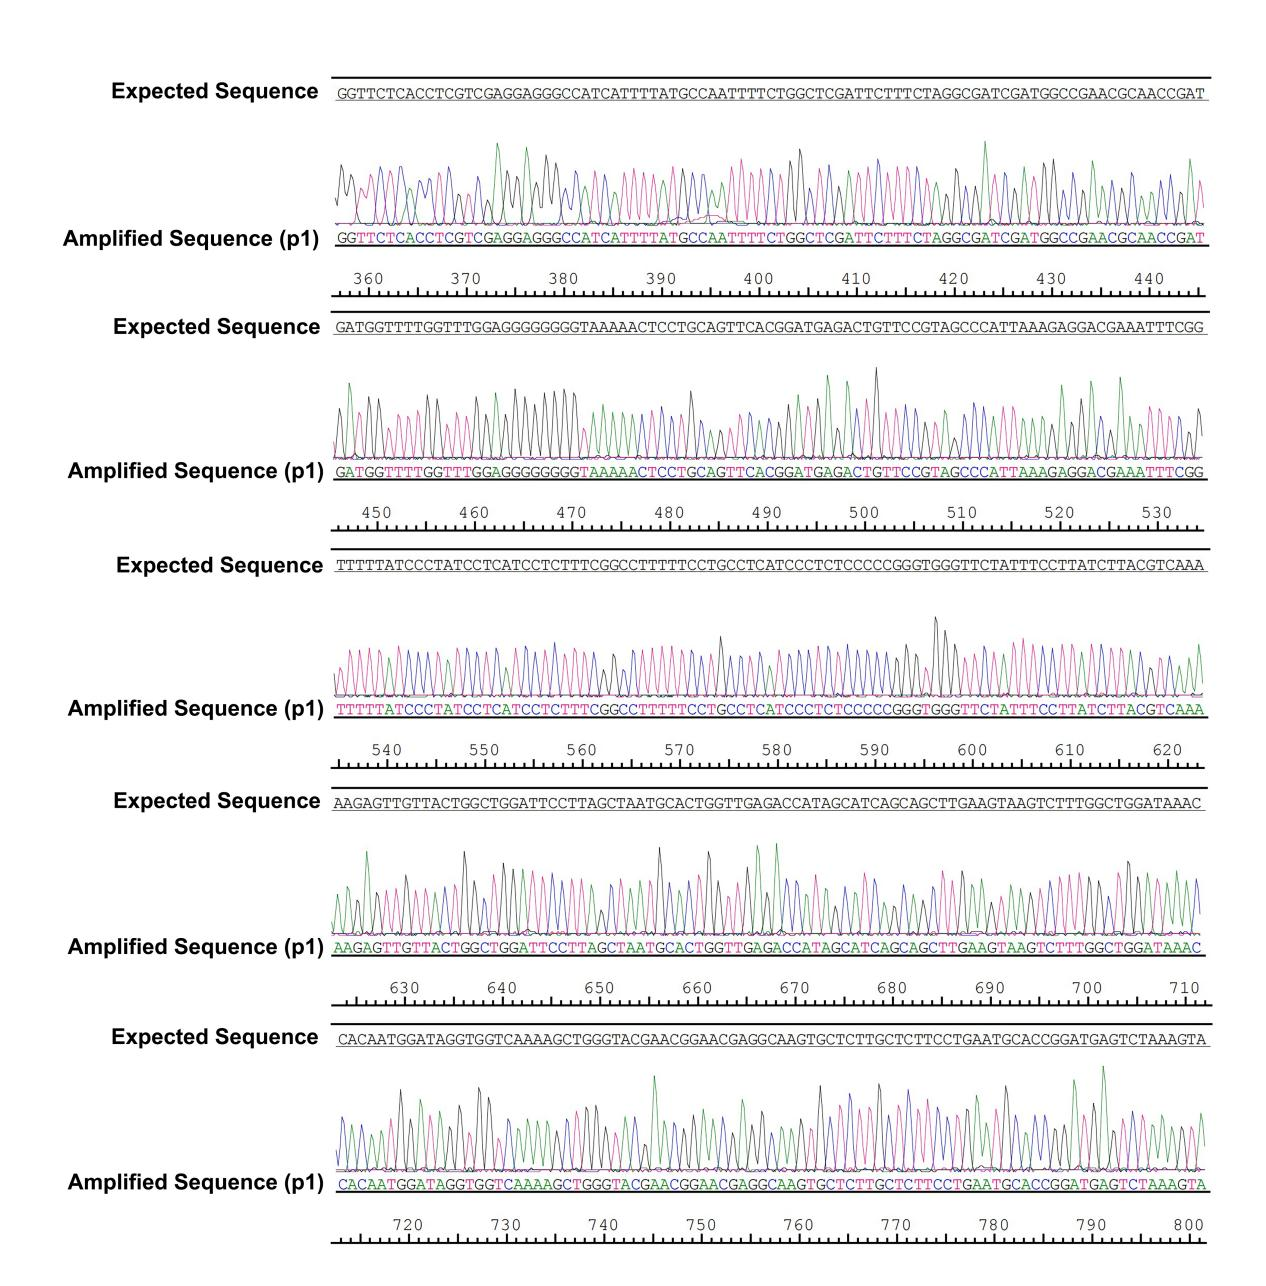 Expected Sequence GGTTCTCACCTCGTCGAGGAGGGCCATCATTTTATGCCAATTTTCTGGCTCGATTCTTTCTAGGCGATCGATGGCCGAACGCAACCGAT
Amplified Sequence (p1) GGTTCTCACCTCGTCGAGGAGGGCCATCATTTTATGCCAATTTTCTGGCTCGATTCTTTCTAGGCGATCGATGGCCGAACGCAACCGAT
360 370 380 390 400 410 420 430 440
Expected Sequence GATGGTTTTGGTTTGGAGGGGGGGGTAAAAACTCCTGCAGTTCACGGATGAGACTGTTCCGTAGCCCATTAAAGAGGACGAAATTTCGG
Amplified Sequence (p1) GATGGTTTTGGTTTGGAGGGGGGGGTAAAAACTCCTGCAGTTCACGGATGAGACTGTTCCGTAGCCCATTAAAGAGGACGAAATTTCGG
450 460 470 480 490 500 510 520 530
Expected Sequence TTTTTATCCCTATCCTCATCCTCTTTCGGCCTTTTTCCTGCCTCATCCCTCTCCCCCGGGTGGGTTCTATTTCCTTATCTTACGTCAAA
Amplified Sequence (p1) TTTTTATCCCTATCCTCATCCTCTTTCGGCCTTTTTCCTGCCTCATCCCTCTCCCCCGGGTGGGTTCTATTTCCTTATCTTACGTCAAA
540 550 560 570 580 590 600 610 620
Expected Sequence AAGAGTTGTTACTGGCTGGATTCCTTAGCTAATGCACTGGTTGAGACCATAGCATCAGCAGCTTGAAGTAAGTCTTTGGCTGGATAAAC
Amplified Sequence (p1) AAGAGTTGTTACTGGCTGGATTCCTTAGCTAATGCACTGGTTGAGACCATAGCATCAGCAGCTTGAAGTAAGTCTTTGGCTGGATAAAC
630 640 650 660 670 680 690 700 710
Expected Sequence CACAATGGATAGGTGGTCAAAAGCTGGGTACGAACGGAACGAGGCAAGTGCTCTTGCTCTTCCTGAATGCACCGGATGAGTCTAAAGTA
Amplified Sequence (p1) CACAATGGATAGGTGGTCAAAAGCTGGGTACGAACGGAACGAGGCAAGTGCTCTTGCTCTTCCTGAATGCACCGGATGAGTCTAAAGTA
720 730 740 750 760 770 780 790 800